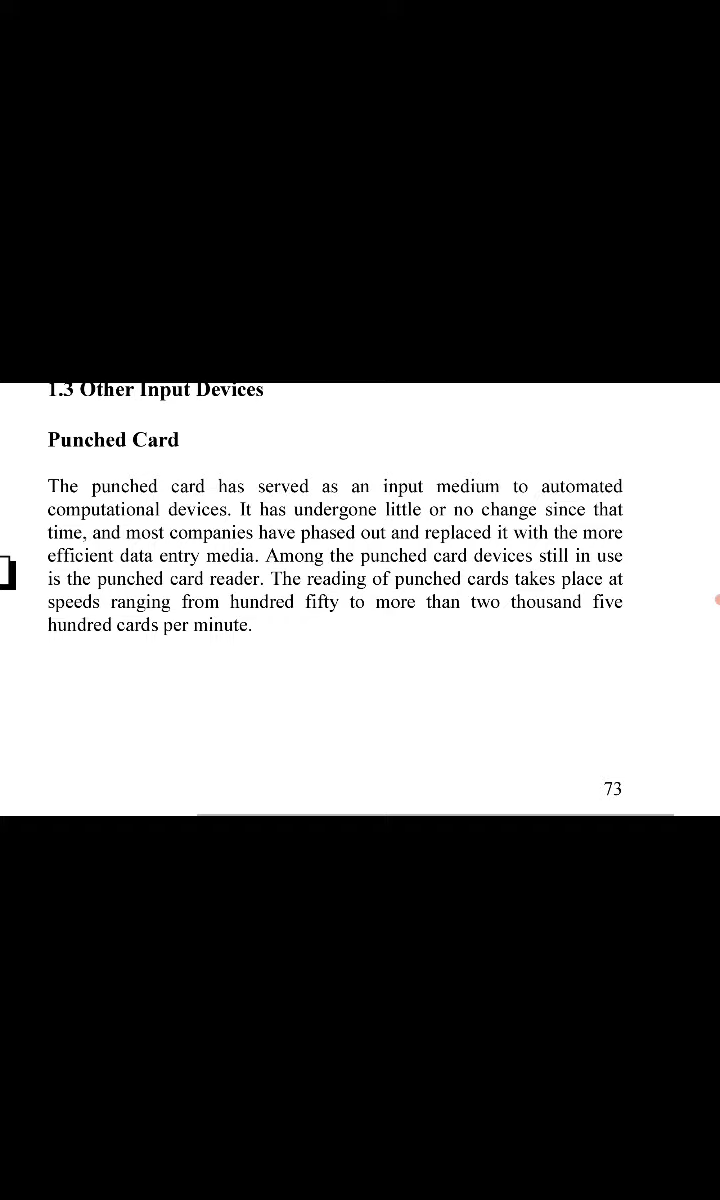 1.3 Other Input Devices
Punched Card
The punched card has served as an input medium to automated
computational devices. It has undergone little or no change since that
time, and most companies have phased out and replaced it with the more
efficient data entry media. Among the punched card devices still in use
is the punched card reader. The reading of punched cards takes place at
speeds ranging from hundred fifty to more than two thousand five
hundred cards per minute.
73